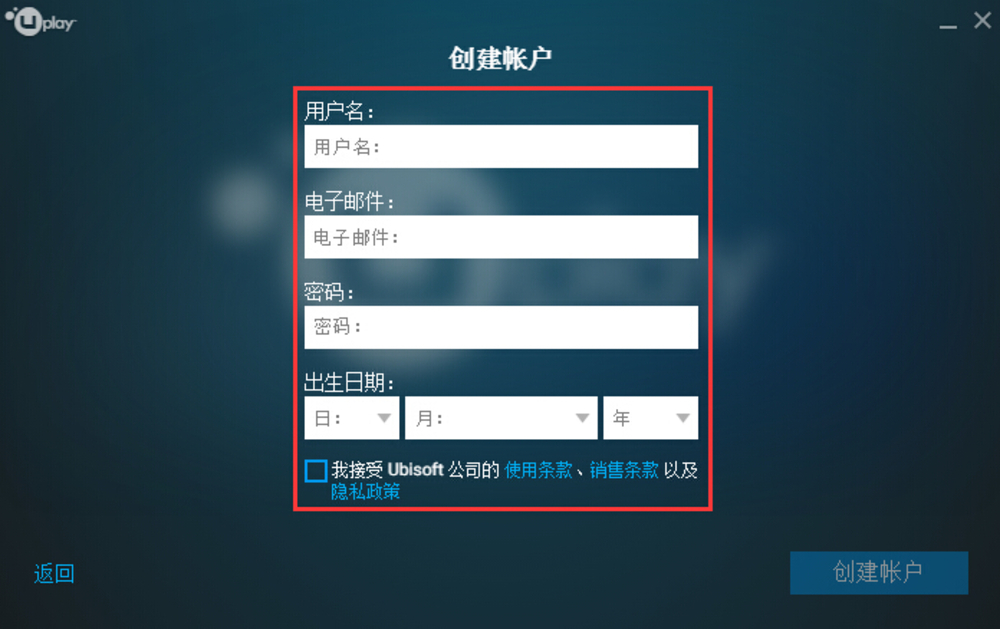 Uplay
创建帐户
用户名：
用户名：
电子邮件：
电子邮件：
密码：
密码：
出生日期：
日： 月： 年
我接受 Ubisoft 公司的 使用条款、销售条款 以及
隐私政策
返回
创建帐户